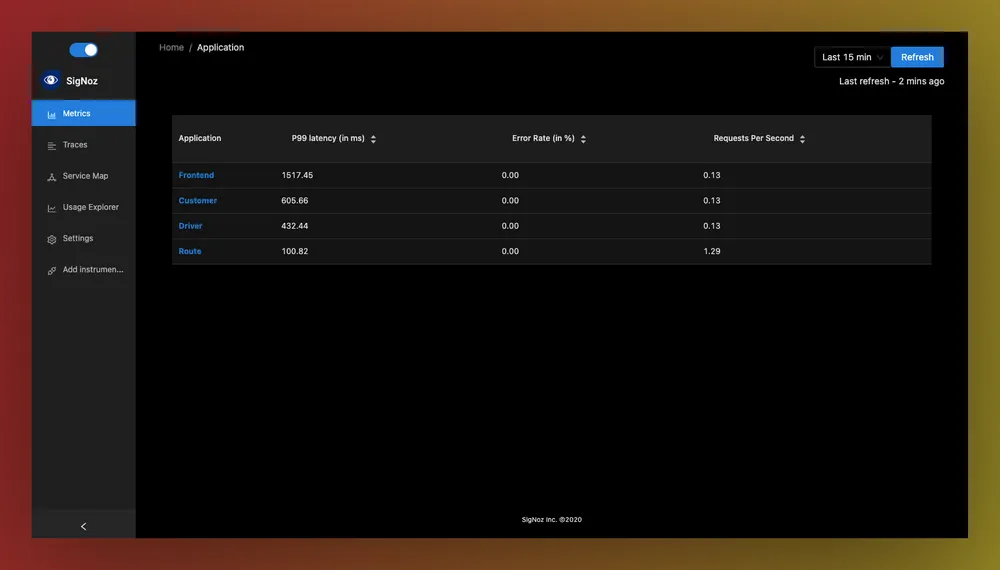 Home / Application
Last 15 min
Refresh
Last refresh - 2 mins ago
SigNoz
Metrics
Traces
Service Map
Usage Explorer
Settings
Add instrumen...
Application P99 latency (in ms) Error Rate (in %) Requests Per Second
Frontend 1517.45 0.00 0.13
Customer 605.66 0.00 0.13
Driver 432.44 0.00 0.13
Route 100.82 0.00 1.29
SigNoz Inc. ©2020